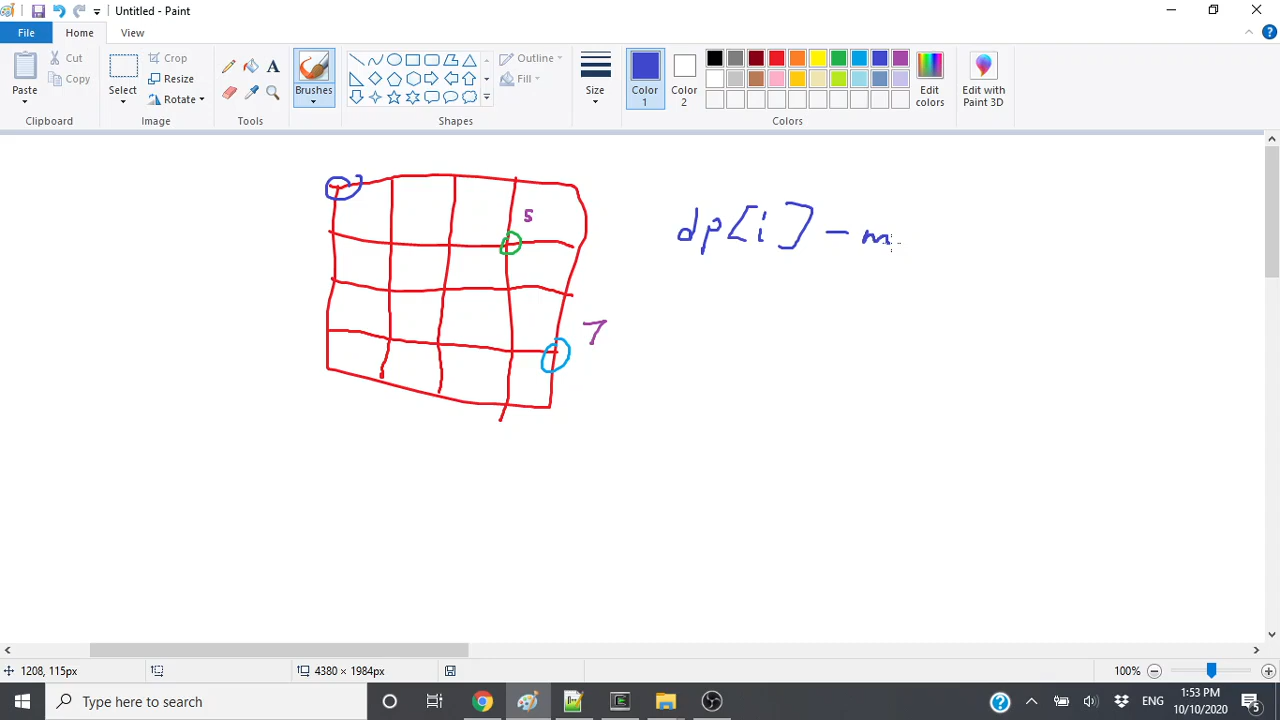 Untitled - Paint
File Home View
Paste Cut Copy Clipboard
Select Crop Resize Rotate Image
A Tools
Brushes
Outline Fill Shapes
Size
Color 1 Color 2 Edit colors Colors
Edit with Paint 3D
5
dp[i] - m
7
1208, 115px 4380 × 1984px 100%
Type here to search ENG 1:53 PM 10/10/2020 5